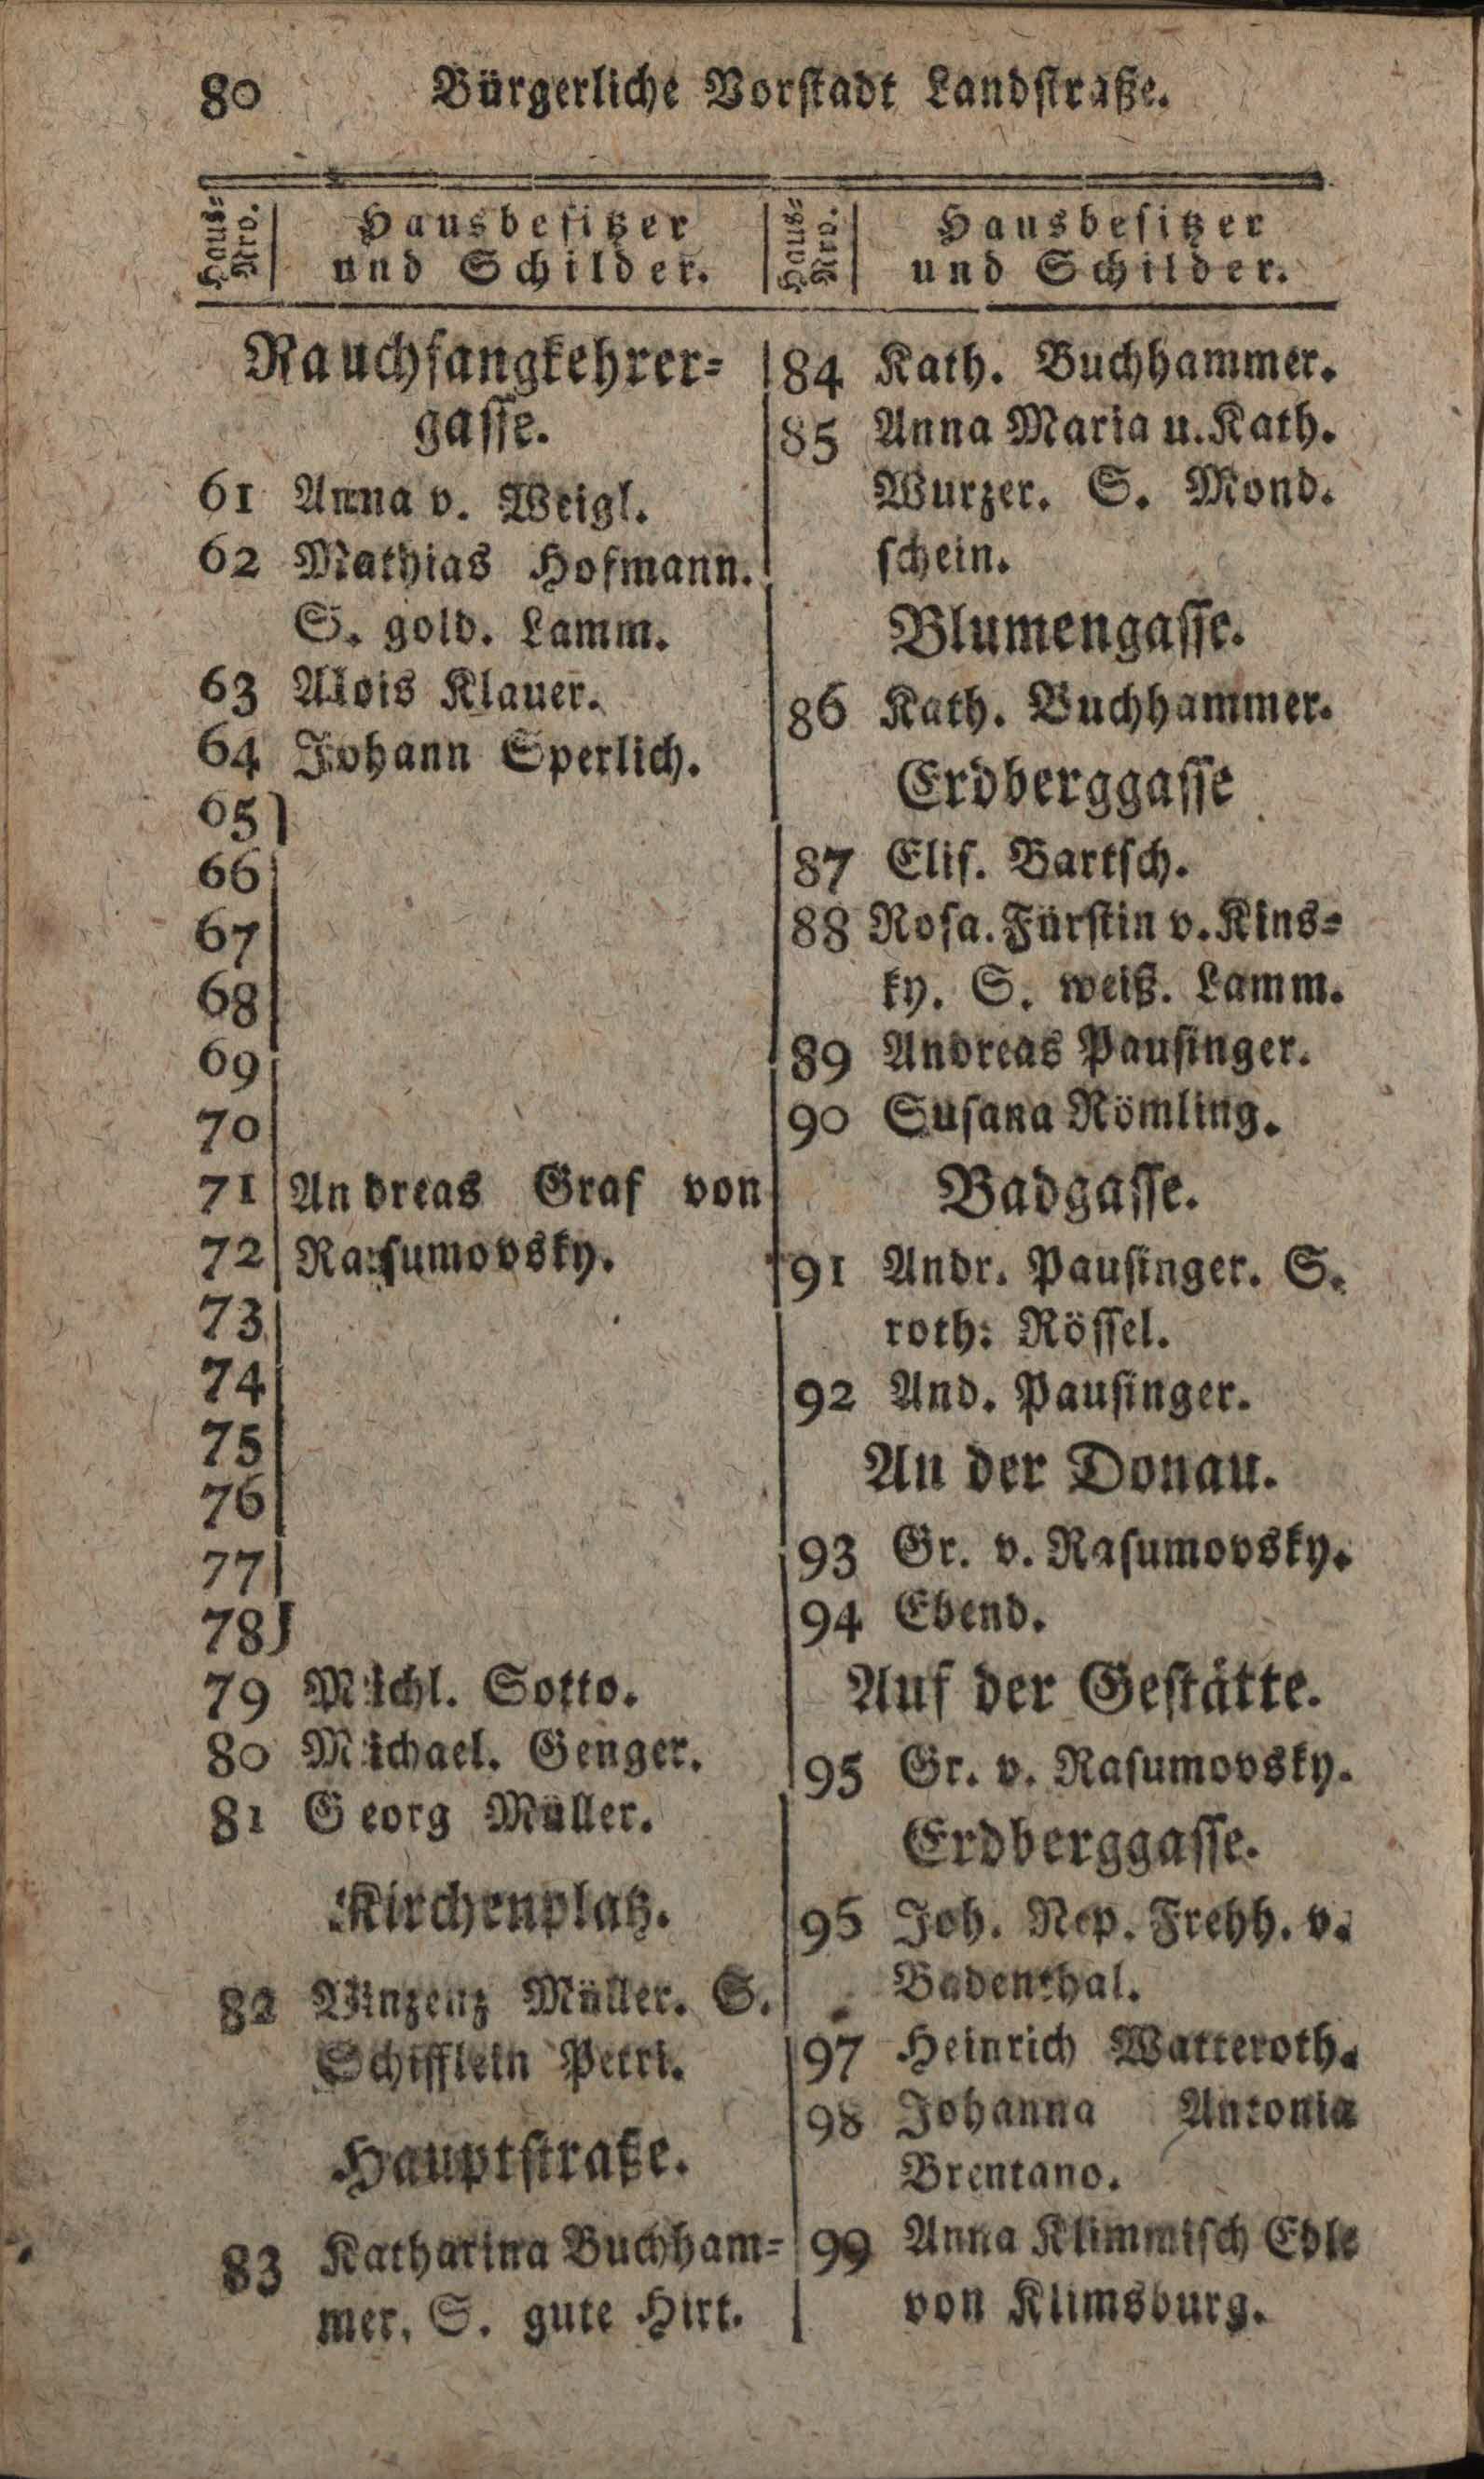 80 Bürgerliche Vorstadt Landstraße.
Haus-
Nro.
Hausbesitzer
und Schilder.
Rauchfangkehrer-
gasse.
61 Anna v. Weigl.
62 Mathias Hofmann.
S. gold. Lamm.
63 Alois Klauer.
64 Johann Sperlich.
65
66
67
68
69
70
71 Andreas Graf von
72 Rasumovsky.
73
74
75
76
77
78
79 Michl. Sotto.
80 Michael. Genger.
81 Georg Müller.
Kirchenplatz.
82 Vinzenz Müller. S.
Schifflein Petri.
Hauptstraße.
83 Katharina Buchham-
mer. S. gute Hirt.
Haus-
Nro.
Hausbesitzer
und Schilder.
84 Kath. Buchhammer.
85 Anna Maria u. Kath.
Wurzer. S. Mond.
schein.
Blumengasse.
86 Kath. Buchhammer.
Erdberggasse
87 Elis. Bartsch.
88 Rosa. Fürstin v. Kins-
ky. S. weiß. Lamm.
89 Andreas Pausinger.
90 Susana Römling.
Badgasse.
91 Andr. Pausinger. S.
roth: Rössel.
92 And. Pausinger.
An der Donau.
93 Gr. v. Rasumovsky.
94 Ebend.
Auf der Gestätte.
95 Gr. v. Rasumovsky.
Erdberggasse.
96 Joh. Nep. Frehh. v.
Badenthal.
97 Heinrich Watteroth.
98 Johanna Antonia
Brentano.
99 Anna Klimmisch Edle
von Klimsburg.